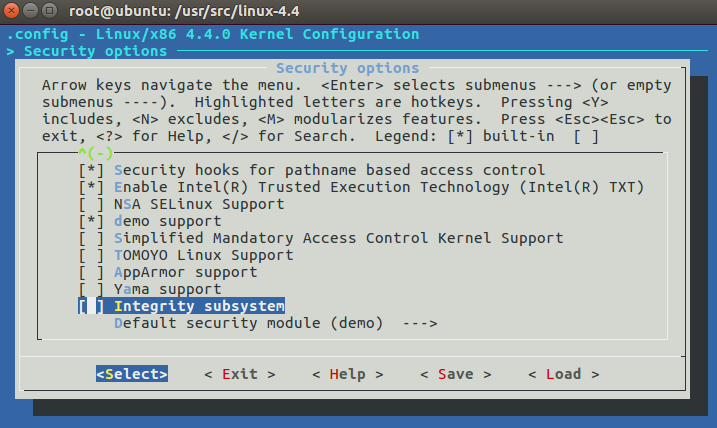 root@ubuntu: /usr/src/linux-4.4
.config - Linux/x86 4.4.0 Kernel Configuration
> Security options
Security options
Arrow keys navigate the menu.  <Enter> selects submenus ---> (or empty
submenus ----).  Highlighted letters are hotkeys.  Pressing <Y>
includes, <N> excludes, <M> modularizes features.  Press <Esc><Esc> to
exit, <?> for Help, </> for Search.  Legend: [*] built-in  [ ]
^(-)
[*] Security hooks for pathname based access control
[*] Enable Intel(R) Trusted Execution Technology (Intel(R) TXT)
[ ] NSA SELinux Support
[*] demo support
[ ] Simplified Mandatory Access Control Kernel Support
[ ] TOMOYO Linux Support
[ ] AppArmor support
[ ] Yama support
[ ] Integrity subsystem
Default security module (demo)  --->
<Select>    < Exit >    < Help >    < Save >    < Load >